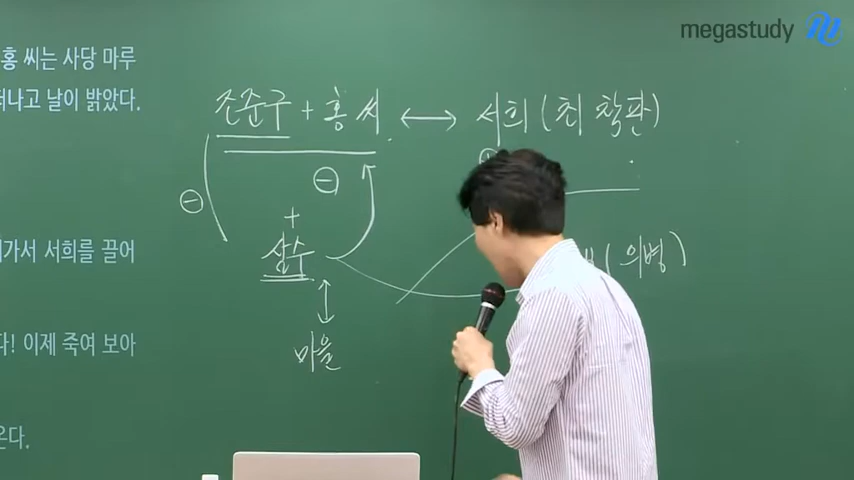 megastudy
홍 씨는 사당 마루
떠나고 날이 밝았다.
조준구 + 홍 씨 ↔ 서희 (최 참판)
⊖
⊖
+
삼수
(의병)
마을
가서 서희를 끌어
다! 이제 죽여 보아
온다.